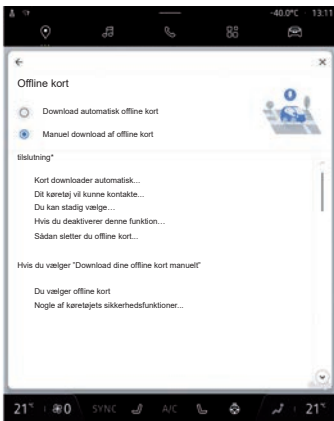 -40.0°C 13:11
Offline kort
Download automatisk offline kort
Manuel download af offline kort
tilslutning*
Kort downloader automatisk...
Dit køretøj vil kunne kontakte...
Du kan stadig vælge…
Hvis du deaktiverer denne funktion…
Sådan sletter du offline kort...
Hvis du vælger "Download dine offline kort manuelt"
Du vælger offline kort
Nogle af køretøjets sikkerhedsfunktioner...
21°C 0 SYNC A/C 21°C